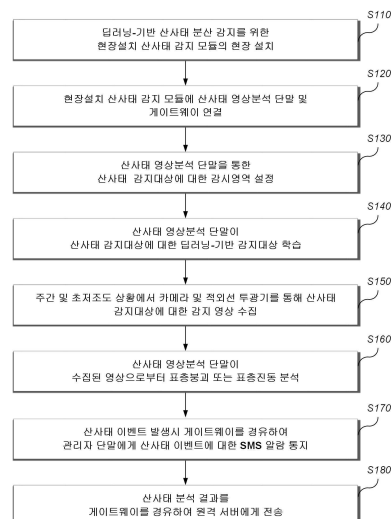 S110
딥러닝-기반 산사태 분산 감지를 위한
현장설치 산사태 감지 모듈의 현장 설치
S120
현장설치 산사태 감지 모듈에 산사태 영상분석 단말 및
게이트웨이 연결
S130
산사태 영상분석 단말을 통한
산사태 감지대상에 대한 감시영역 설정
S140
산사태 영상분석 단말이
산사태 감지대상에 대한 딥러닝-기반 감지대상 학습
S150
주간 및 초저조도 상황에서 카메라 및 적외선 투광기를 통해 산사태
감지대상에 대한 감지 영상 수집
S160
산사태 영상분석 단말이
수집된 영상으로부터 표층붕괴 또는 표층진동 분석
S170
산사태 이벤트 발생시 게이트웨이를 경유하여
관리자 단말에게 산사태 이벤트에 대한 SMS 알람 통지
S180
산사태 분석 결과를
게이트웨이를 경유하여 원격 서버에게 전송